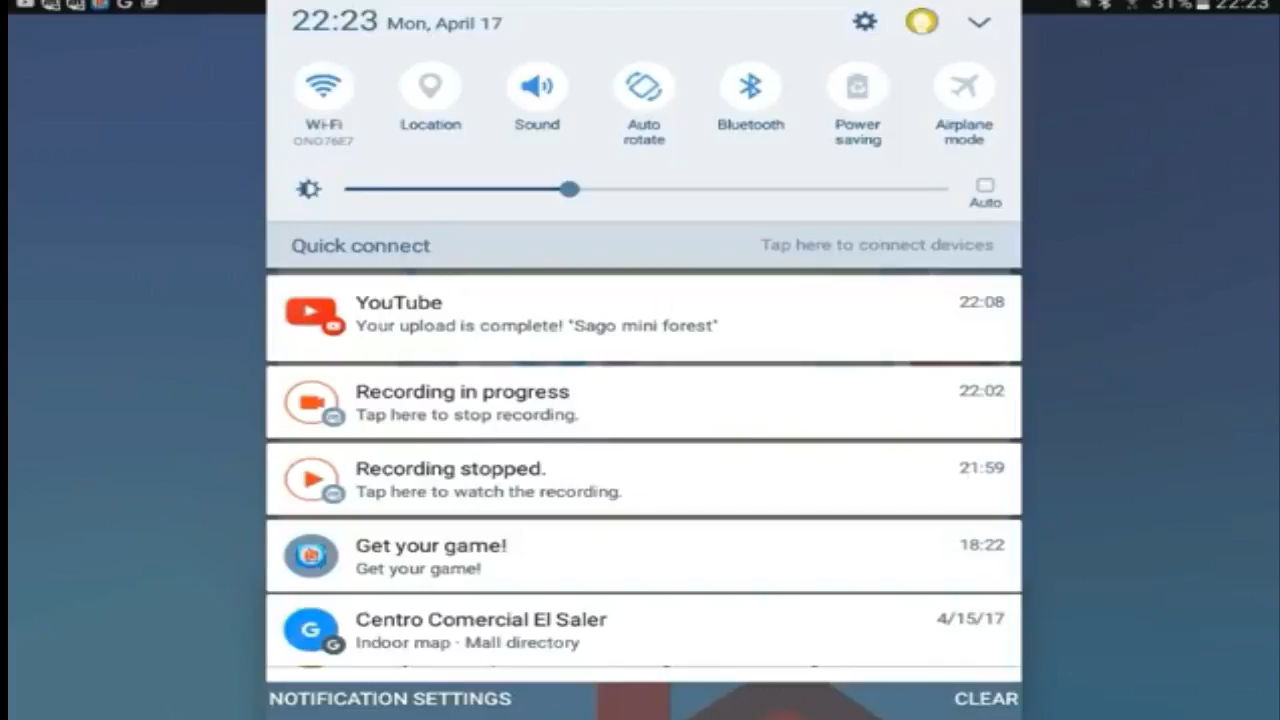 31% 22:23
22:23 Mon, April 17
Wi-Fi
ONO76E7
Location
Sound
Auto
rotate
Bluetooth
Power
saving
Airplane
mode
Auto
Quick connect Tap here to connect devices
YouTube 22:08
Your upload is complete! "Sago mini forest"
Recording in progress 22:02
Tap here to stop recording.
Recording stopped. 21:59
Tap here to watch the recording.
Get your game! 18:22
Get your game!
Centro Comercial El Saler 4/15/17
Indoor map · Mall directory
NOTIFICATION SETTINGS CLEAR